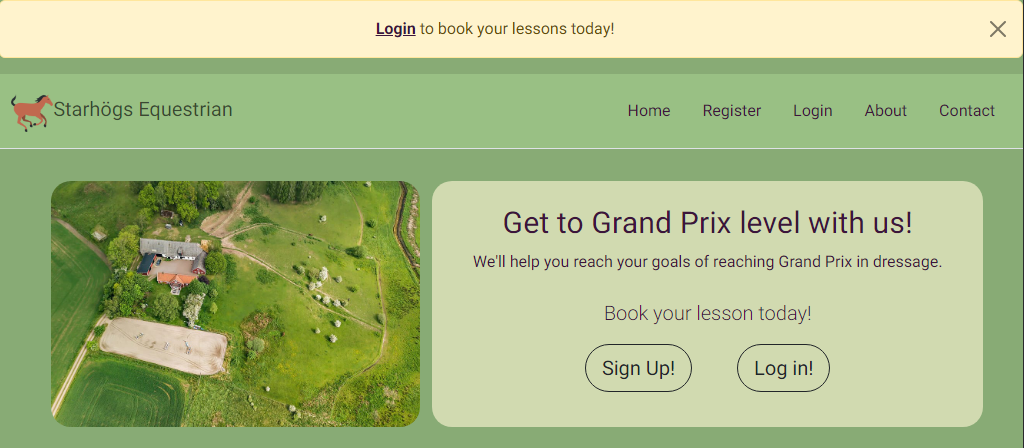 Login to book your lessons today!
Starhögs Equestrian
Home Register Login About Contact
Get to Grand Prix level with us!
We'll help you reach your goals of reaching Grand Prix in dressage.
Book your lesson today!
Sign Up! Log in!